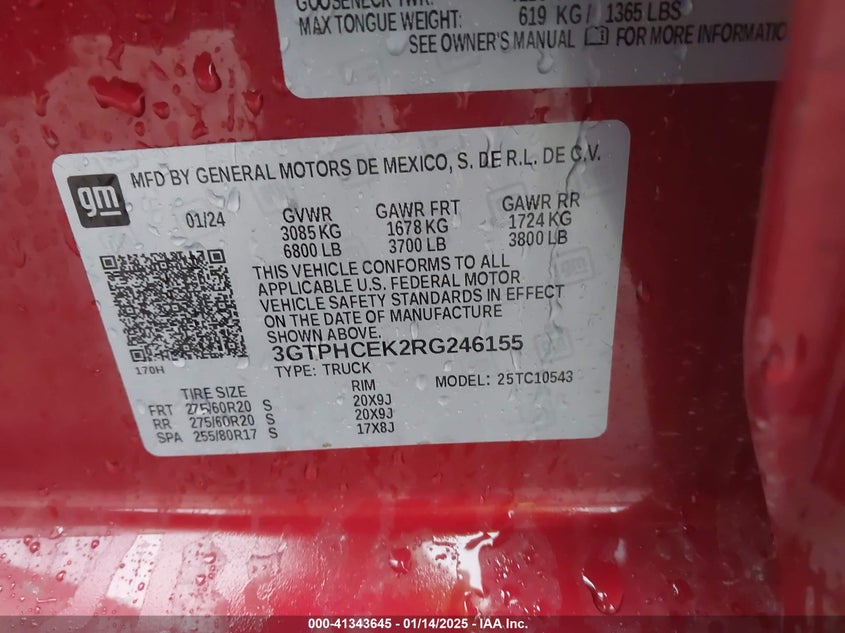 MAX TONGUE WEIGHT: 619 KG / 1365 LBS
SEE OWNER'S MANUAL FOR MORE INFORMATIO
gm
MFD BY GENERAL MOTORS DE MEXICO, S. DE R.L. DE C.V.
01/24
GVWR GAWR FRT GAWR RR
3085 KG 1678 KG 1724 KG
6800 LB 3700 LB 3800 LB
THIS VEHICLE CONFORMS TO ALL
APPLICABLE U.S. FEDERAL MOTOR
VEHICLE SAFETY STANDARDS IN EFFECT
ON THE DATE OF MANUFACTURE
SHOWN ABOVE.
3GTPHCEK2RG246155
170H
TYPE: TRUCK MODEL: 25TC10543
TIRE SIZE RIM
FRT 275/60R20 S 20X9J
RR 275/60R20 S 20X9J
SPA 255/80R17 S 17X8J
000-41343645 - 01/14/2025 - IAA Inc.